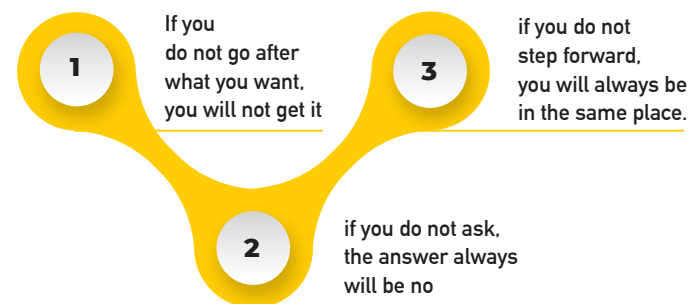 1
If you
do not go after
what you want,
you will not get it
2
if you do not ask,
the answer always
will be no
3
if you do not
step forward,
you will always be
in the same place.